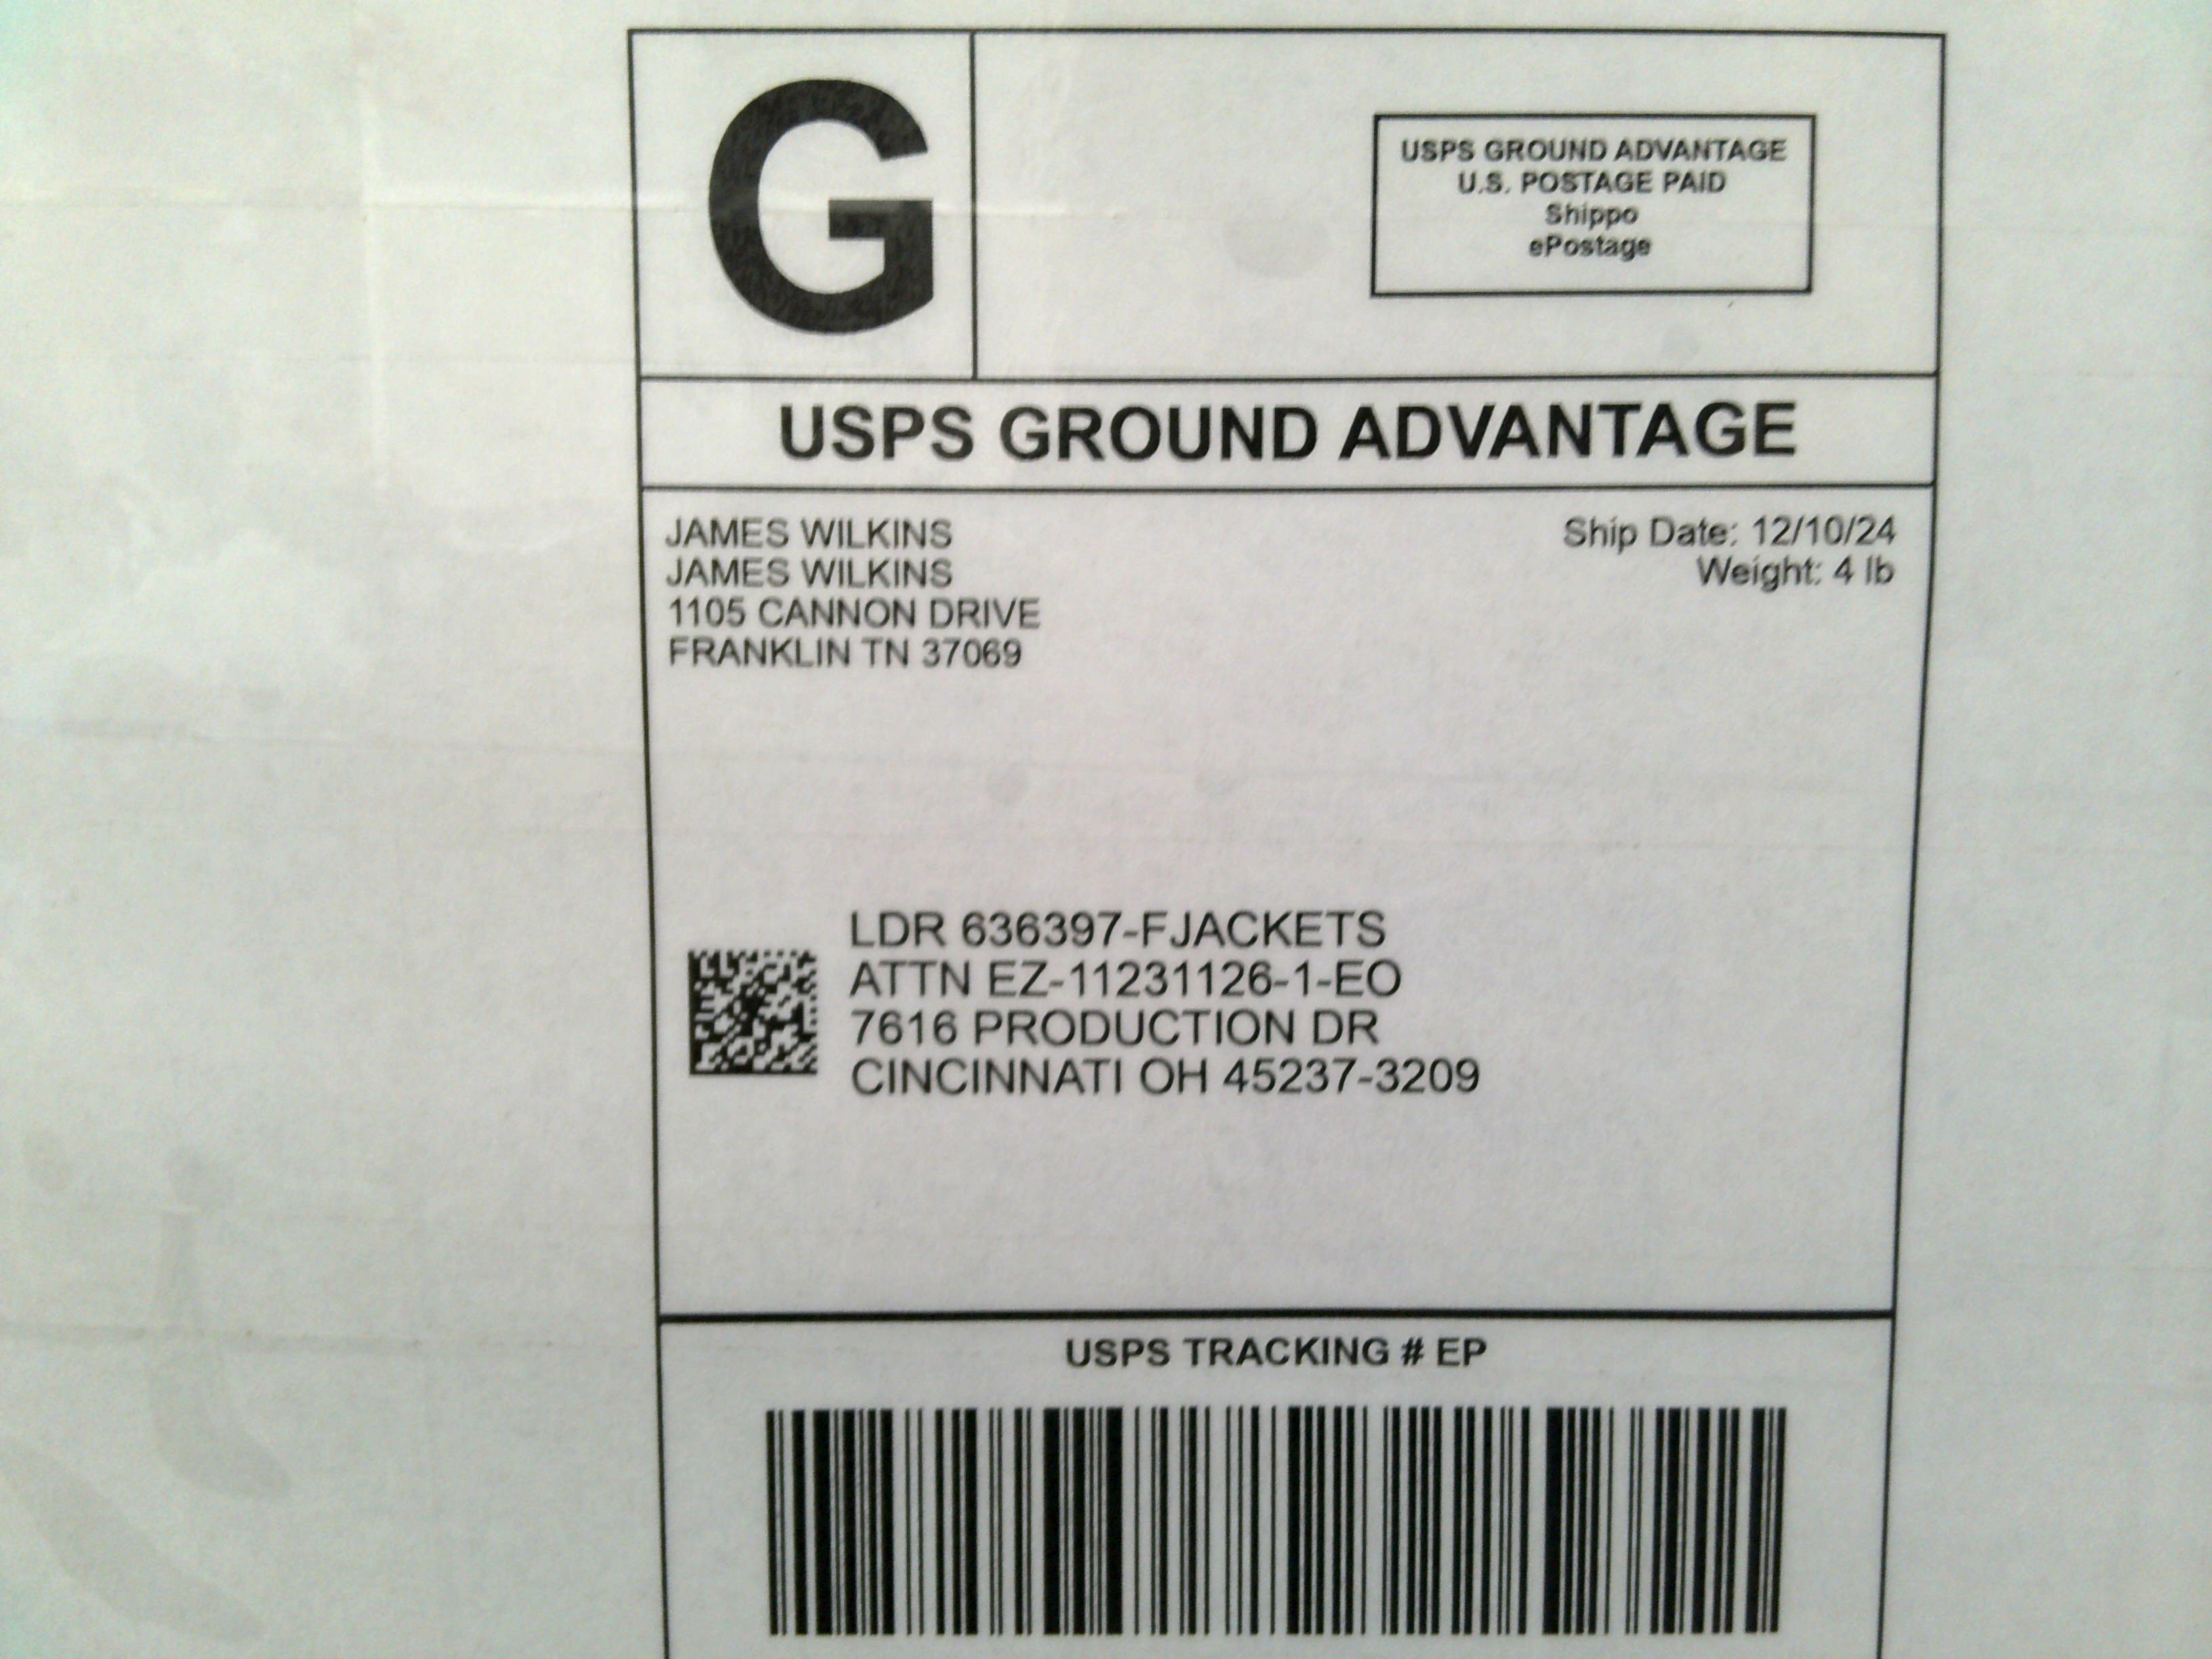 G
USPS GROUND ADVANTAGE
U.S. POSTAGE PAID
Shippo
ePostage
USPS GROUND ADVANTAGE
JAMES WILKINS
JAMES WILKINS
1105 CANNON DRIVE
FRANKLIN TN 37069
Ship Date: 12/10/24
Weight: 4 lb
LDR 636397-FJACKETS
ATTN EZ-11231126-1-EO
7616 PRODUCTION DR
CINCINNATI OH 45237-3209
USPS TRACKING # EP